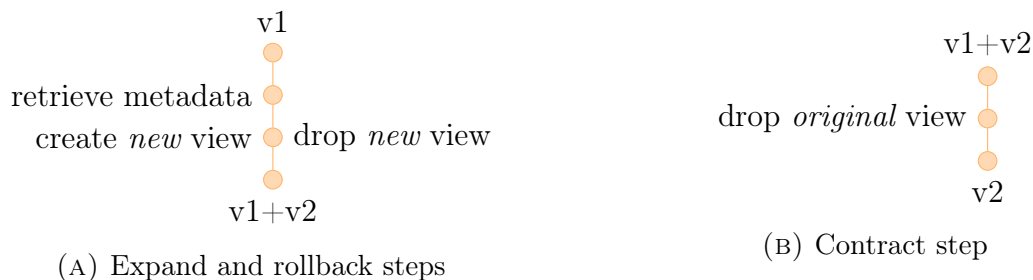 v1
retrieve metadata
create new view drop new view
v1+v2
(A) Expand and rollback steps
v1+v2
drop original view
v2
(B) Contract step